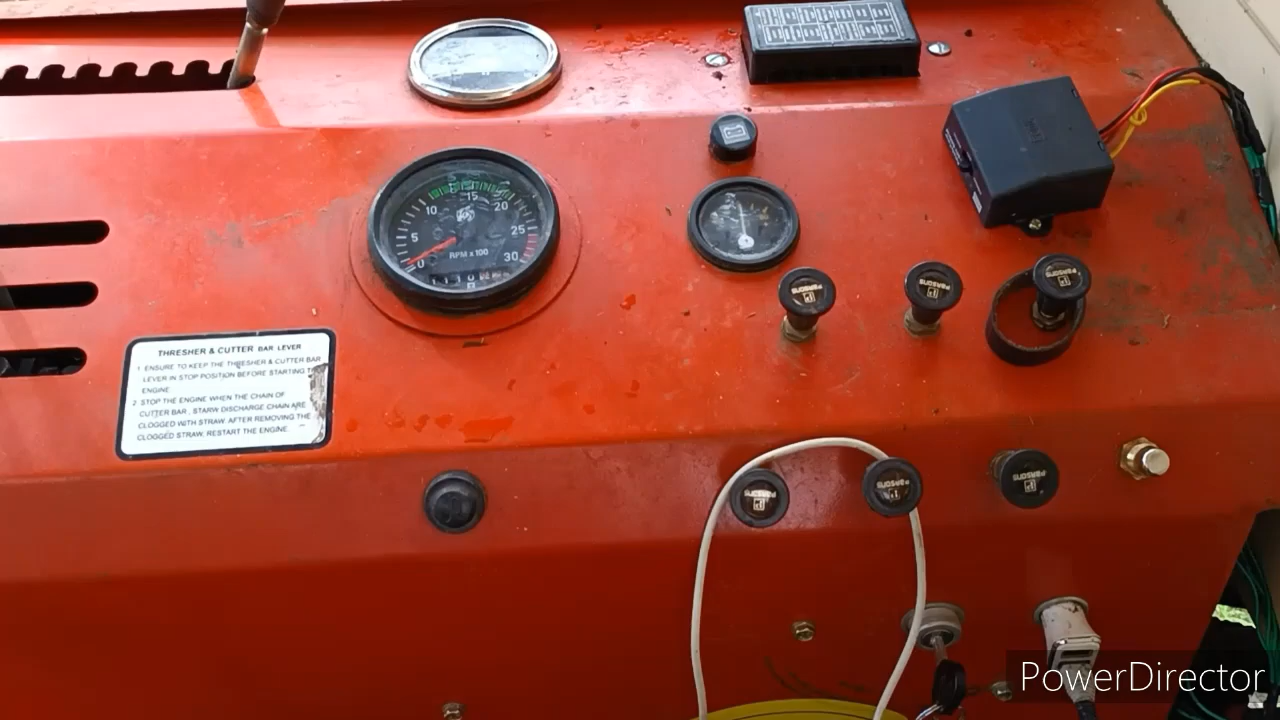 5
10
15
20
25
0
RPM x 100
30
THRESHER & CUTTER BAR LEVER
1. ENSURE TO KEEP THE THRESHER & CUTTER BAR
LEVER IN STOP POSITION BEFORE STARTING
ENGINE
2. STOP THE ENGINE WHEN THE CHAIN OF
CUTTER BAR , STARW DISCHARGE CHAIN ARE
CLOGGED WITH STRAW. AFTER REMOVING THE
CLOGGED STRAW, RESTART THE ENGINE.
PARSONS
PARSONS
PARSONS
PARSONS
PARSONS
PARSONS
PowerDirector